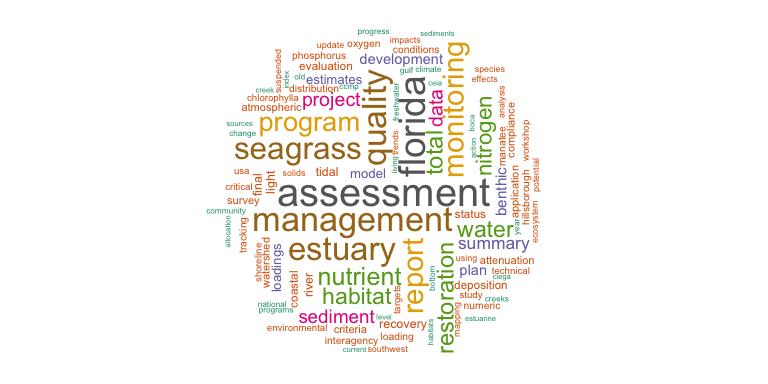 progress
sediments
update
oxygen
impacts
conditions
phosphorus
development
evaluation
gulf
climate
species
effects
suspended
index
old
estimates
ccmp
distribution
creek
chlorophyll
atmospheric
project
quality
freshwater
florida
ceia
data
monitoring
analysis
sources
change
program
seagrass
trends
living
total
nitrogen
boca
action
manatee
compliance
workshop
usa
critical
survey
final
light
solids
tidal
model
benthic
application
hillsborough
potential
ecosystem
assessment
community
allocation
tracking
management
status
water
year
summary
shoreline
watershed
loadings
estuary
using
attenuation
plan
technical
ciega
coastal
river
nutrient
habitat
targets
report
bottom
restoration
deposition
study
creeks
numeric
mapping
estuarine
national
programs
sediment
level
environmental
criteria
recovery
loading
interagency
habitats
current
southwest